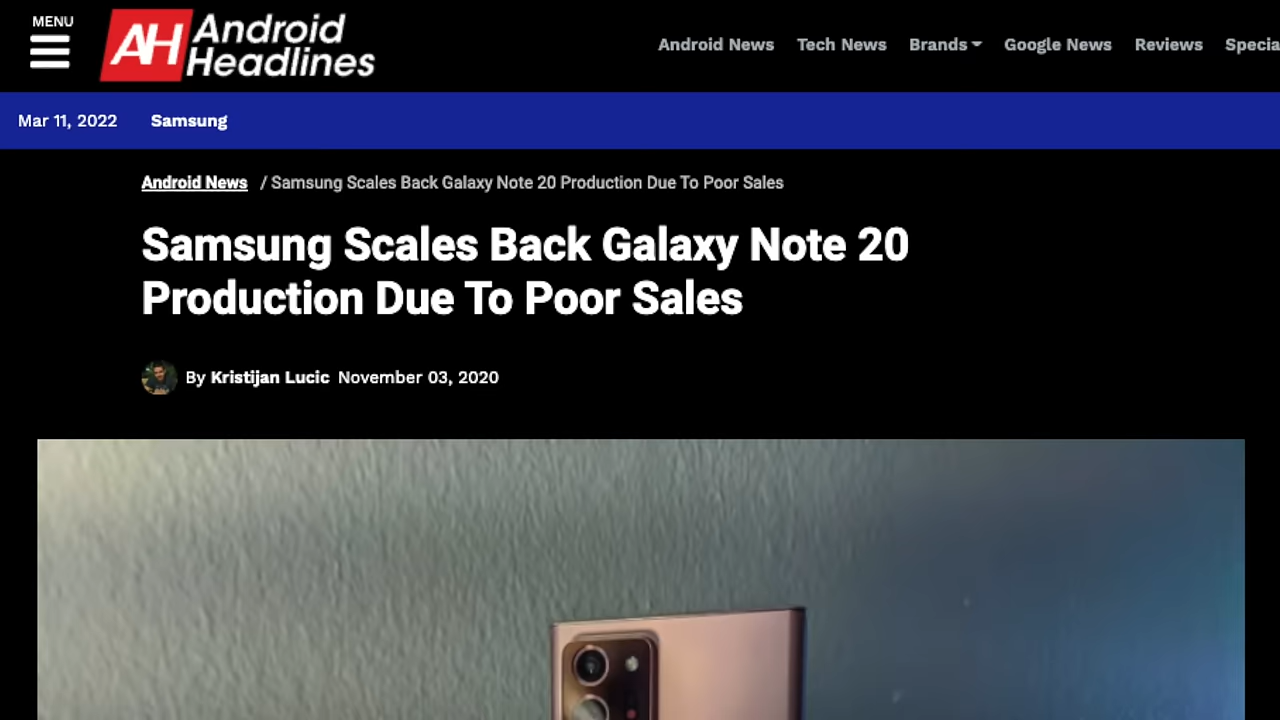 MENU
AH Android
Headlines
Android News Tech News Brands Google News Reviews Specia
Mar 11, 2022 Samsung
Android News / Samsung Scales Back Galaxy Note 20 Production Due To Poor Sales
Samsung Scales Back Galaxy Note 20
Production Due To Poor Sales
By Kristijan Lucic November 03, 2020